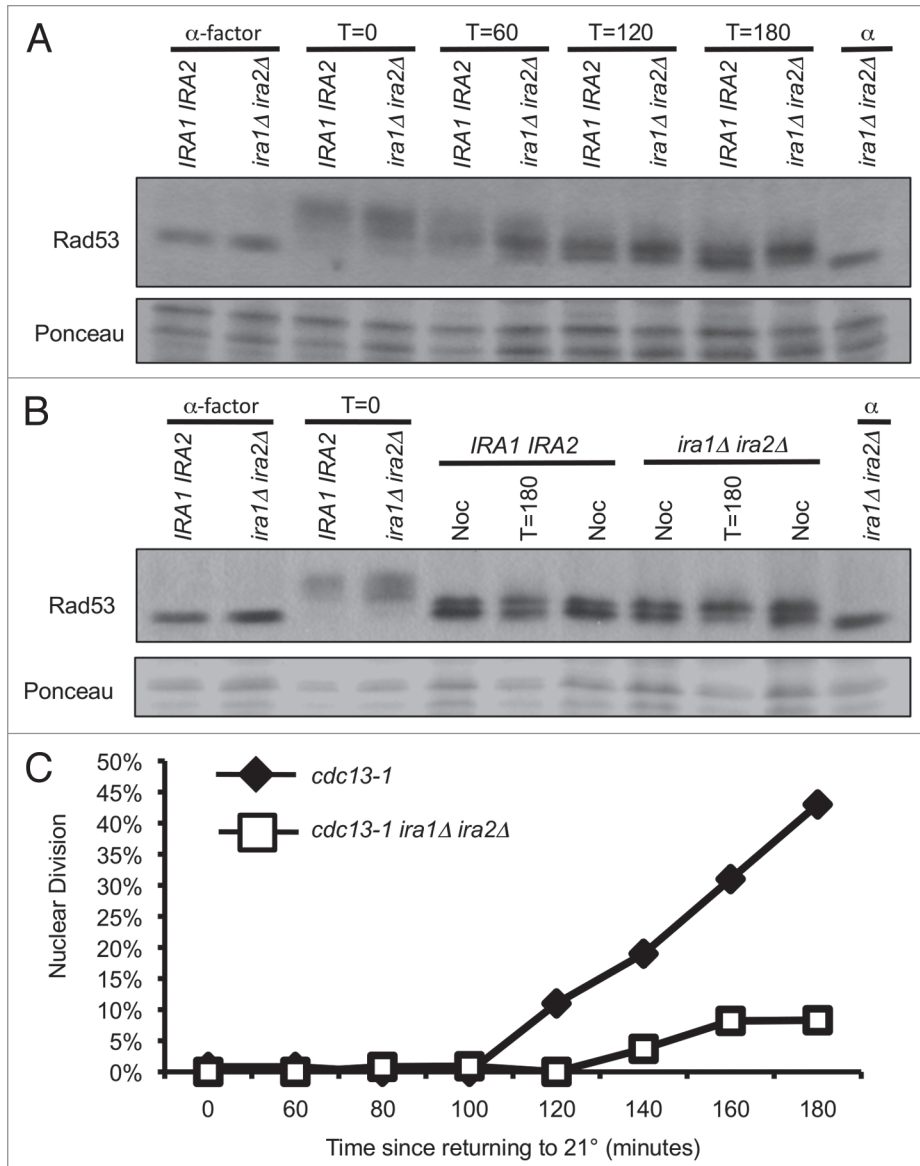 A
α-factor T=0 T=60 T=120 T=180 α
IRA1 IRA2 ira1Δ ira2Δ IRA1 IRA2 ira1Δ ira2Δ IRA1 IRA2 ira1Δ ira2Δ IRA1 IRA2 ira1Δ ira2Δ IRA1 IRA2 ira1Δ ira2Δ ira1Δ ira2Δ
Rad53
Ponceau
B
α-factor T=0 α
IRA1 IRA2 ira1Δ ira2Δ
IRA1 IRA2 ira1Δ ira2Δ IRA1 IRA2 ira1Δ ira2Δ Noc T=180 Noc Noc T=180 Noc ira1Δ ira2Δ
Rad53
Ponceau
C
50%
45%
40%
35%
30%
25%
20%
15%
10%
5%
0%
Nuclear Division
cdc13-1
cdc13-1 ira1Δ ira2Δ
0 60 80 100 120 140 160 180
Time since returning to 21° (minutes)